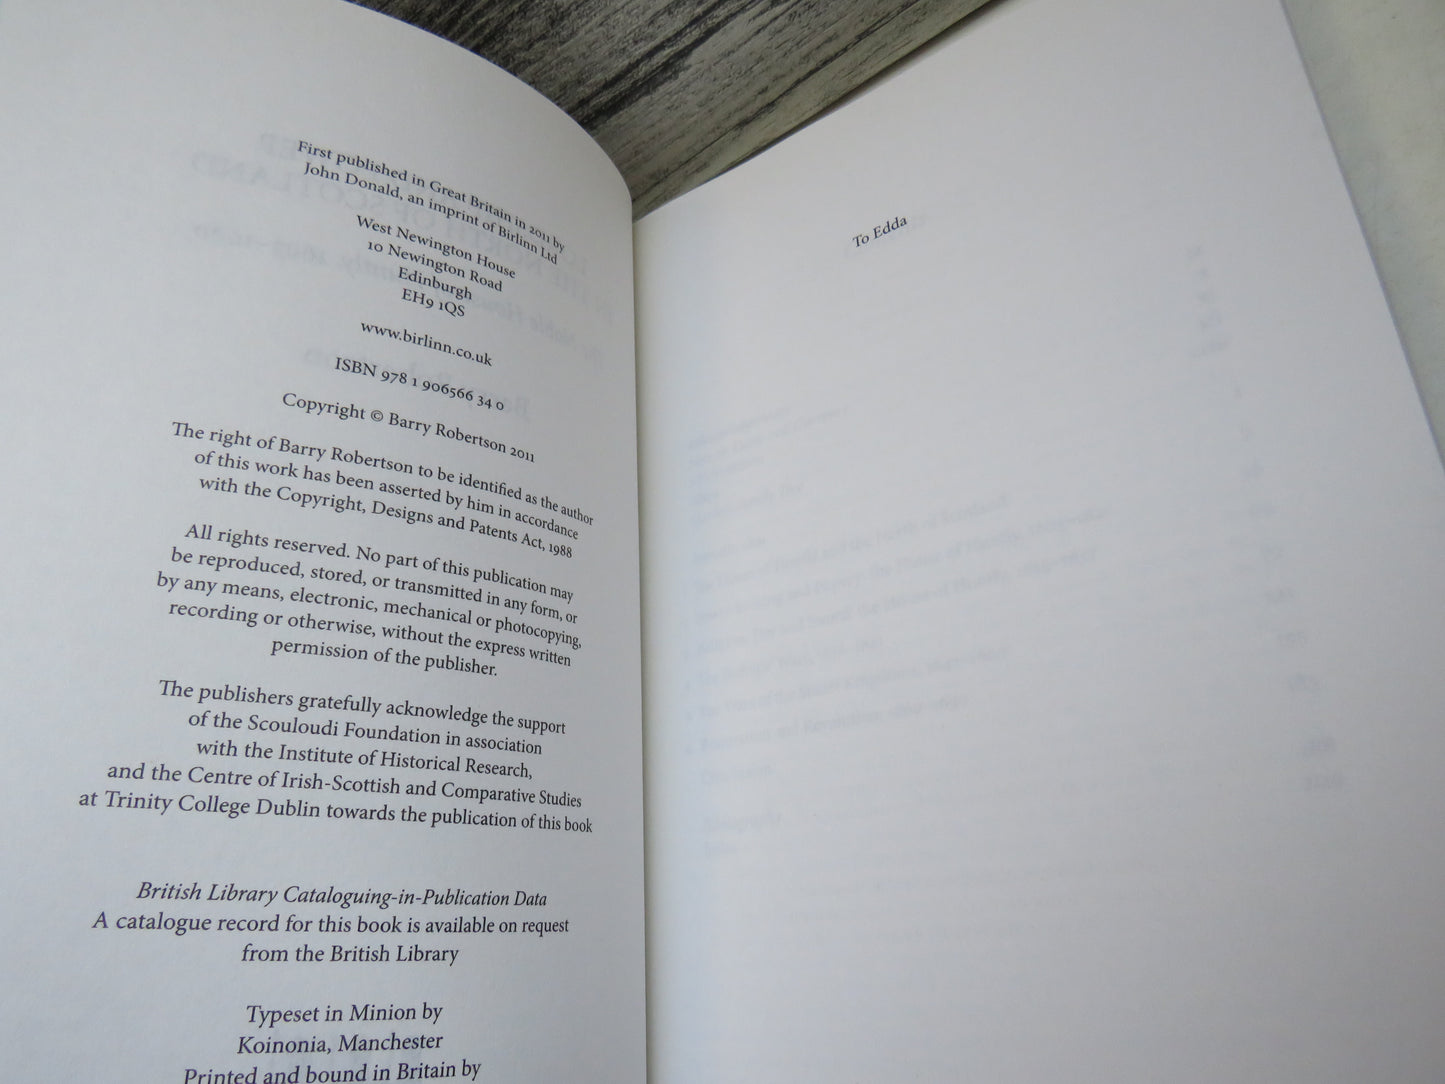 First published in Great Britain in 2011 by
John Donald, an imprint of Birlinn Ltd
West Newington House
10 Newington Road
Edinburgh
EH9 1QS
www.birlinn.co.uk
ISBN 978 1 906566 34 0
Copyright © Barry Robertson 2011
The right of Barry Robertson to be identified as the author
of this work has been asserted by him in accordance
with the Copyright, Designs and Patents Act, 1988
All rights reserved. No part of this publication may
be reproduced, stored, or transmitted in any form, or
by any means, electronic, mechanical or photocopying,
recording or otherwise, without the express written
permission of the publisher.
The publishers gratefully acknowledge the support
of the Scouloudi Foundation in association
with the Institute of Historical Research,
and the Centre of Irish-Scottish and Comparative Studies
at Trinity College Dublin towards the publication of this book
British Library Cataloguing-in-Publication Data
A catalogue record for this book is available on request
from the British Library
Typeset in Minion by
Koinonia, Manchester
Printed and bound in Britain by
To Edda